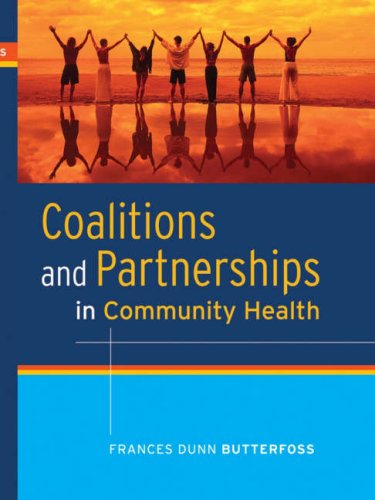 S
Coalitions
and Partnerships
in Community Health
FRANCES DUNN BUTTERFOSS